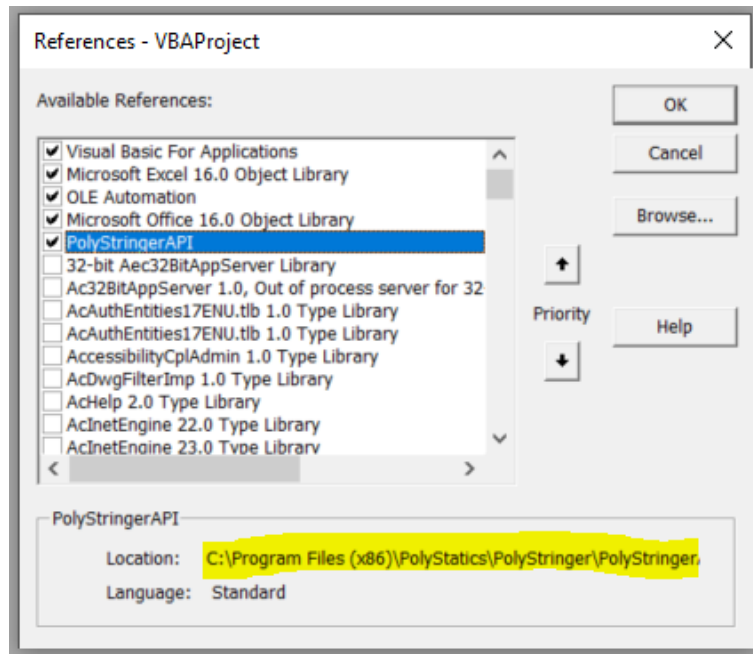 References - VBAProject
Available References:
OK
Cancel
Browse...
Priority
Help
Visual Basic For Applications
Microsoft Excel 16.0 Object Library
OLE Automation
Microsoft Office 16.0 Object Library
PolyStringerAPI
32-bit Aec32BitAppServer Library
Ac32BitAppServer 1.0, Out of process server for 32
AcAuthEntities17ENU.tlb 1.0 Type Library
AcAuthEntities17ENU.tlb 1.0 Type Library
AccessibilityCplAdmin 1.0 Type Library
AcDwgFilterImp 1.0 Type Library
AcHelp 2.0 Type Library
AcInetEngine 22.0 Type Library
AcInetEngine 23.0 Type Library
PolyStringerAPI
Location: C:\Program Files (x86)\PolyStatics\PolyStringer\PolyStringer
Language: Standard